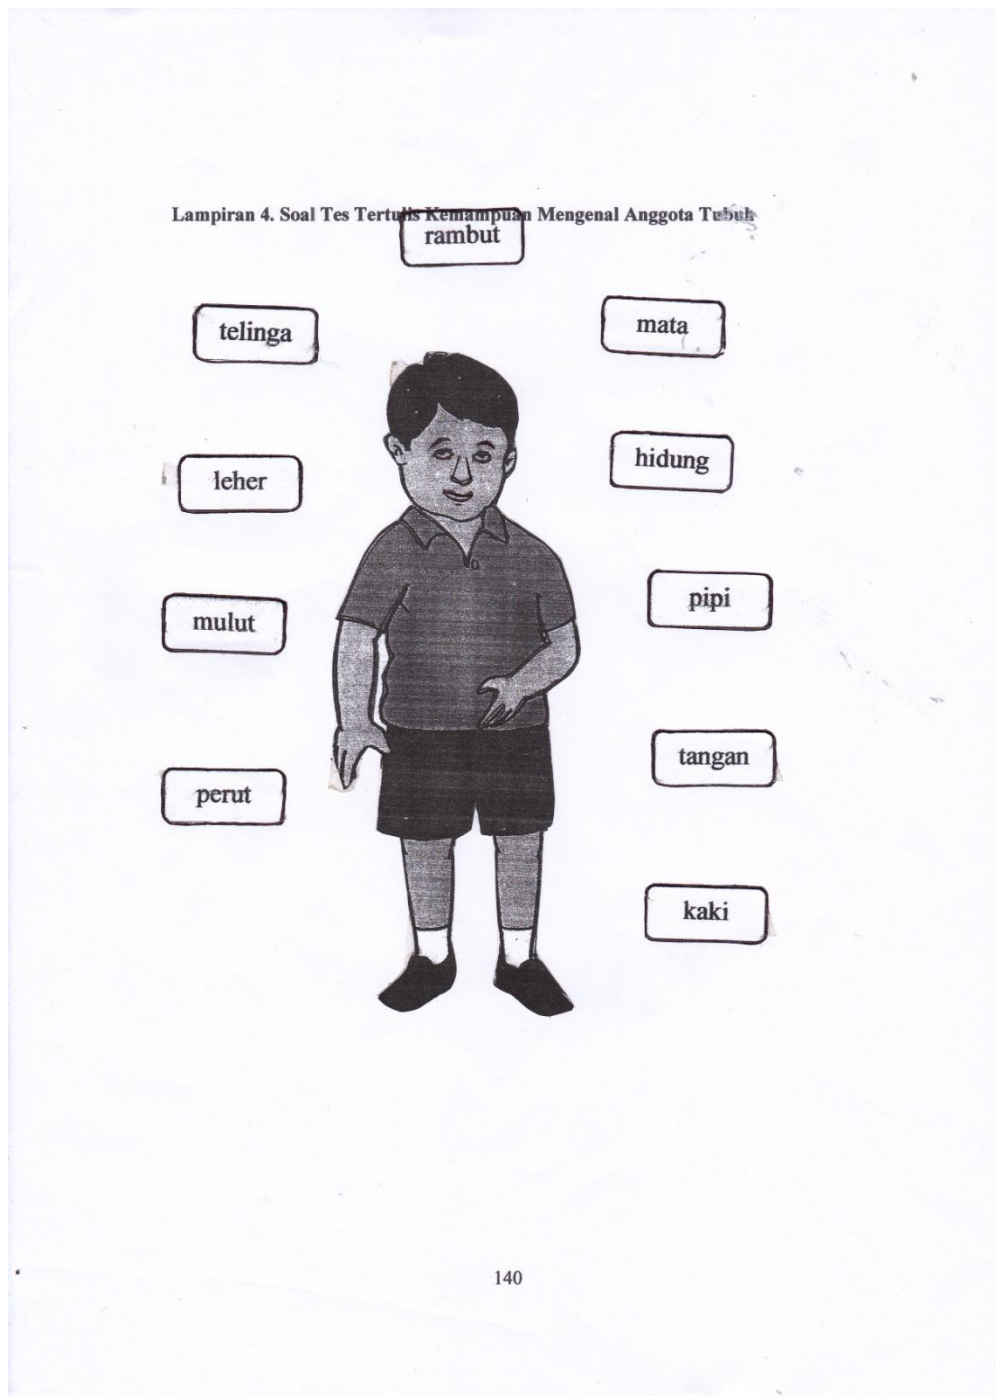 Lampiran 4. Soal Tes Tertulis Kemampuan Mengenal Anggota Tubuh
rambut
telinga
mata
leher
hidung
mulut
pipi
perut
tangan
kaki
140